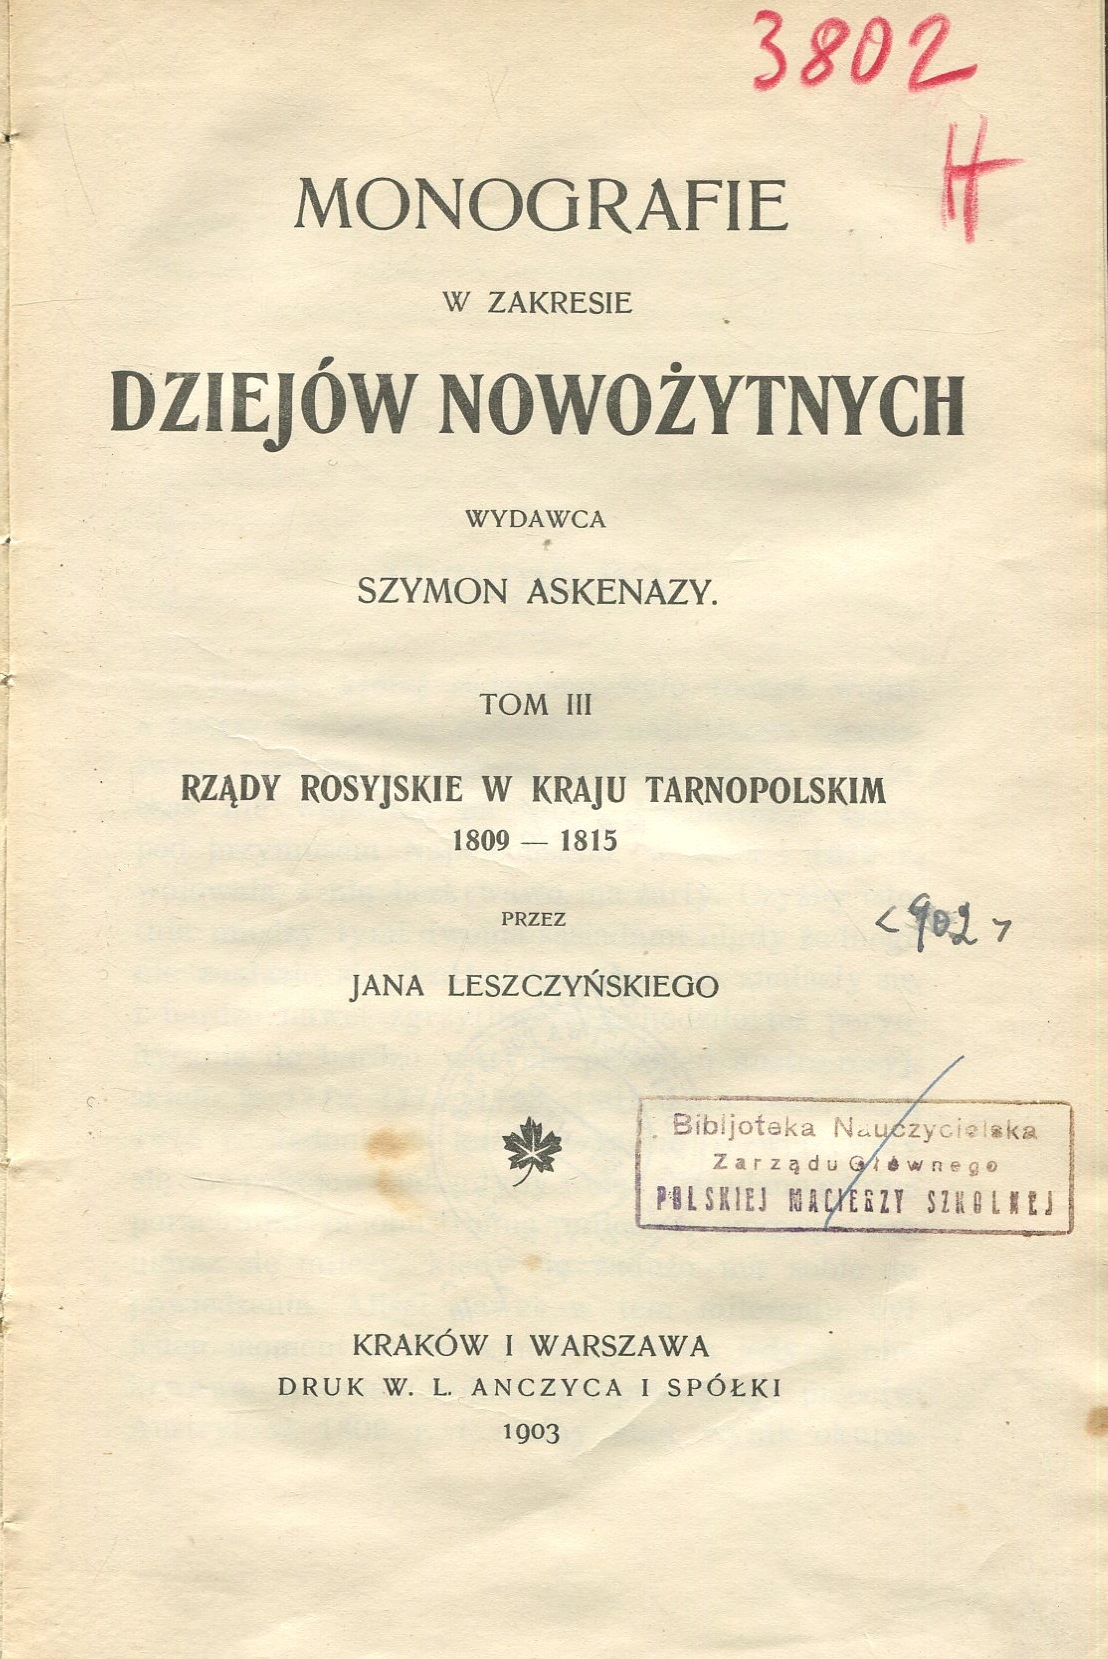 3802
H
MONOGRAFIE
W ZAKRESIE
DZIEJÓW NOWOŻYTNYCH
WYDAWCA
SZYMON ASKENAZY.
TOM III
RZĄDY ROSYJSKIE W KRAJU TARNOPOLSKIM
1809 — 1815
PRZEZ
<902>
JANA LESZCZYŃSKIEGO
Bibljoteka Nauczycielska
Zarządu Głównego
POLSKIEJ MACIERZY SZKOLNEJ
KRAKÓW I WARSZAWA
DRUK W. L. ANCZYCA I SPÓŁKI
1903